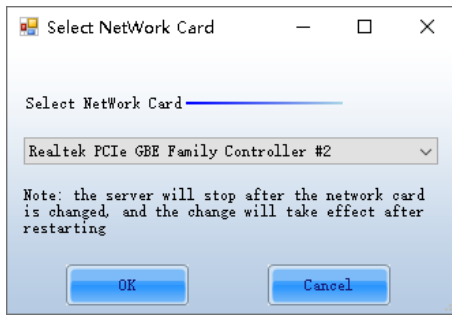 Select NetWork Card
Select NetWork Card
Realtek PCIe GBE Family Controller #2
Note: the server will stop after the network card
is changed, and the change will take effect after
restarting
OK
Cancel